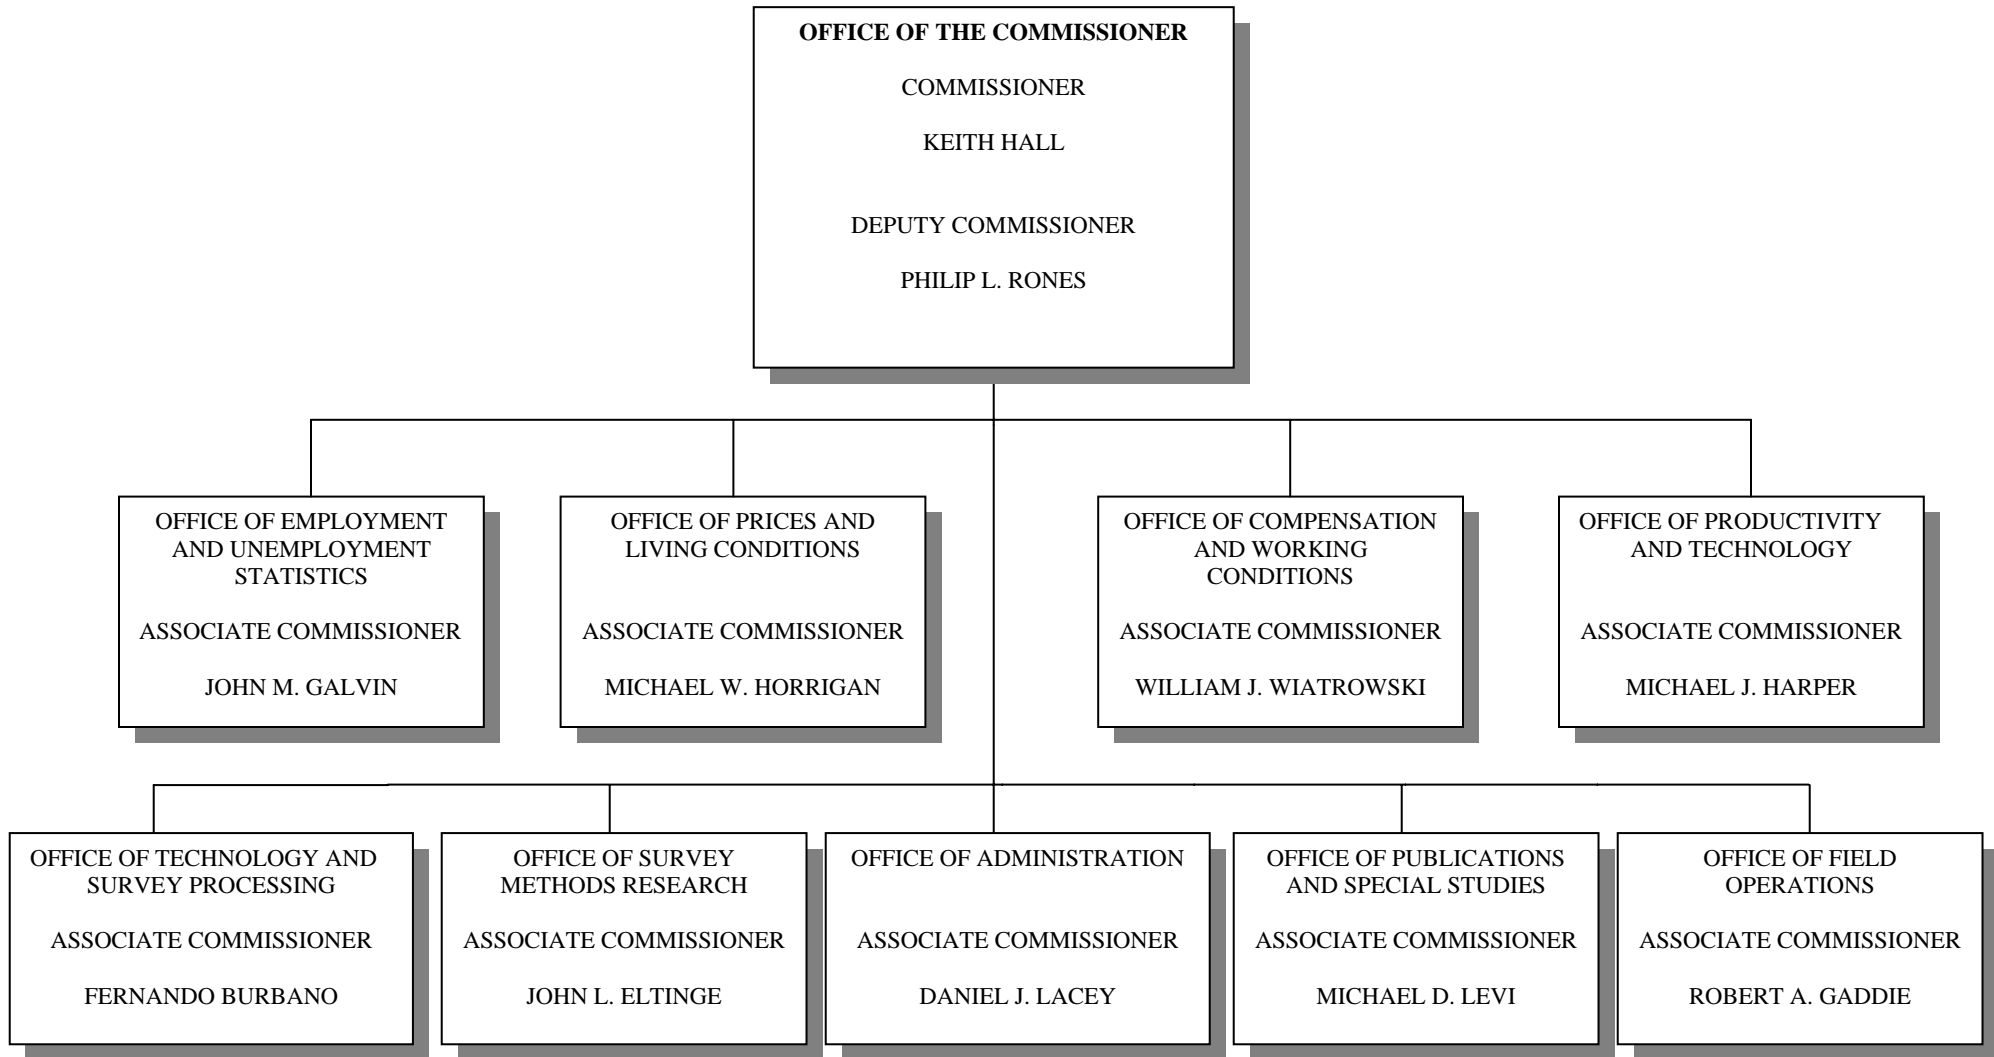 OFFICE OF THE COMMISSIONER
COMMISSIONER
KEITH HALL
DEPUTY COMMISSIONER
PHILIP L. RONES
OFFICE OF EMPLOYMENT
AND UNEMPLOYMENT
STATISTICS
ASSOCIATE COMMISSIONER
JOHN M. GALVIN
OFFICE OF PRICES AND
LIVING CONDITIONS
ASSOCIATE COMMISSIONER
MICHAEL W. HORRIGAN
OFFICE OF COMPENSATION
AND WORKING
CONDITIONS
ASSOCIATE COMMISSIONER
WILLIAM J. WIATROWSKI
OFFICE OF PRODUCTIVITY
AND TECHNOLOGY
ASSOCIATE COMMISSIONER
MICHAEL J. HARPER
OFFICE OF TECHNOLOGY AND
SURVEY PROCESSING
ASSOCIATE COMMISSIONER
FERNANDO BURBANO
OFFICE OF SURVEY
METHODS RESEARCH
ASSOCIATE COMMISSIONER
JOHN L. ELTINGE
OFFICE OF ADMINISTRATION
ASSOCIATE COMMISSIONER
DANIEL J. LACEY
OFFICE OF PUBLICATIONS
AND SPECIAL STUDIES
ASSOCIATE COMMISSIONER
MICHAEL D. LEVI
OFFICE OF FIELD
OPERATIONS
ASSOCIATE COMMISSIONER
ROBERT A. GADDIE